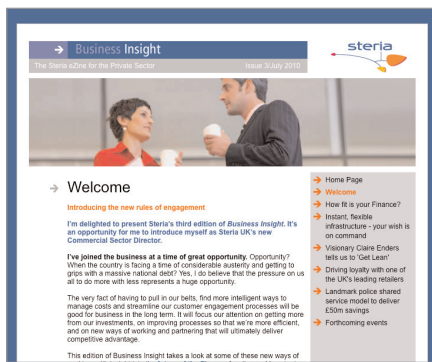 → Business Insight
steria
The Steria eZine for the Private Sector
Issue 3/July 2010
→ Welcome
Introducing the new rules of engagement
I'm delighted to present Steria's third edition of Business Insight. It's
an opportunity for me to introduce myself as Steria UK's new
Commercial Sector Director.
I've joined the business at a time of great opportunity. Opportunity?
When the country is facing a time of considerable austerity and getting to
grips with a massive national debt? Yes, I do believe that the pressure on us
all to do more with less represents a huge opportunity.
The very fact of having to pull in our belts, find more intelligent ways to
manage costs and streamline our customer engagement processes will be
good for business in the long term. It will focus our attention on getting more
from our investments, on improving processes so that we're more efficient,
and on new ways of working and partnering that will ultimately deliver
competitive advantage.
This edition of Business Insight takes a look at some of these new ways of
→ Home Page
→ Welcome
→ How fit is your Finance?
→ Instant, flexible
infrastructure - your wish is
on command
→ Visionary Claire Enders
tells us to 'Get Lean'
→ Driving loyalty with one of
the UK's leading retailers
→ Landmark police shared
service model to deliver
£50m savings
→ Forthcoming events